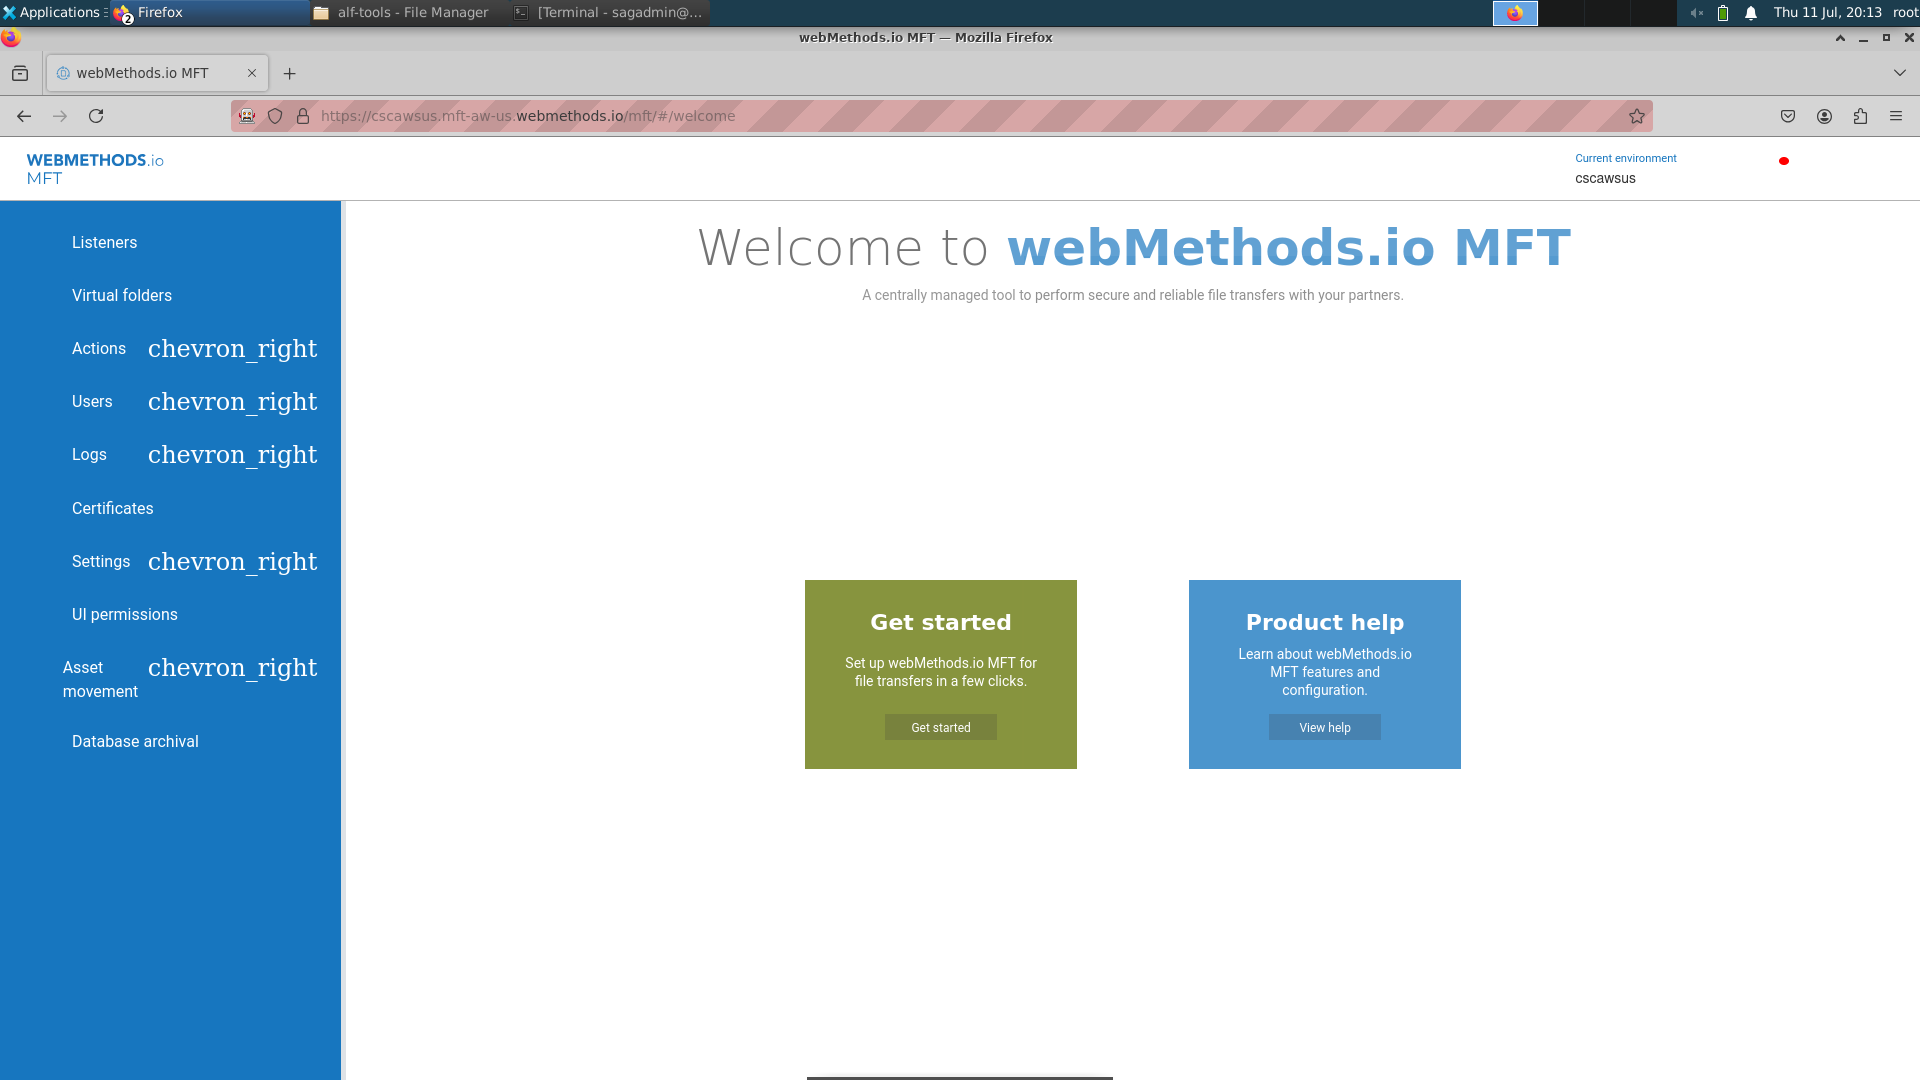 Applications
2
Firefox
alf-tools - File Manager
[Terminal - sagadmin@...
Thu 11 Jul, 20:13
root
webMethods.io MFT — Mozilla Firefox
webMethods.io MFT
https://cscawsus.mft-aw-us.webmethods.io/mft/#/welcome
WEBMETHODS.io
MFT
Current environment
cscawsus
Listeners
Virtual folders
Actions chevron_right
Users chevron_right
Logs chevron_right
Certificates
Settings chevron_right
UI permissions
Asset movement chevron_right
Database archival
Welcome to webMethods.io MFT
A centrally managed tool to perform secure and reliable file transfers with your partners.
Get started
Set up webMethods.io MFT for
file transfers in a few clicks.
Get started
Product help
Learn about webMethods.io
MFT features and
configuration.
View help